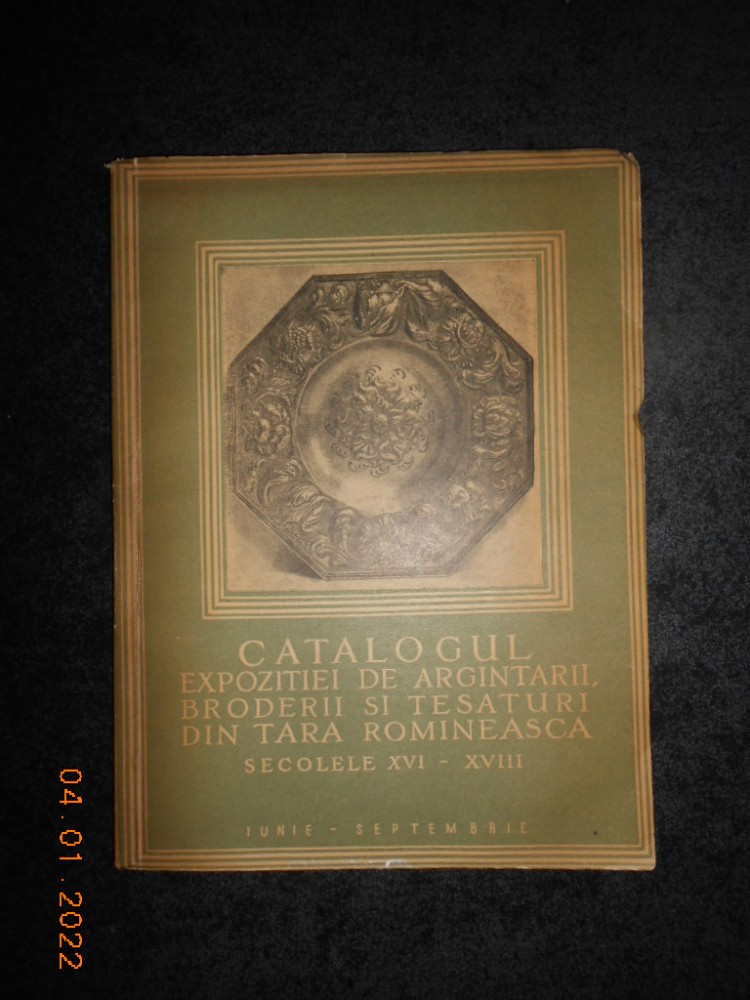 CATALOGUL
EXPOZITIEI DE ARGINTARII,
BRODERII SI TESATURI
DIN TARA ROMINEASCA
SECOLELE XVI - XVIII
IUNIE - SEPTEMBRIE
04.01.2022